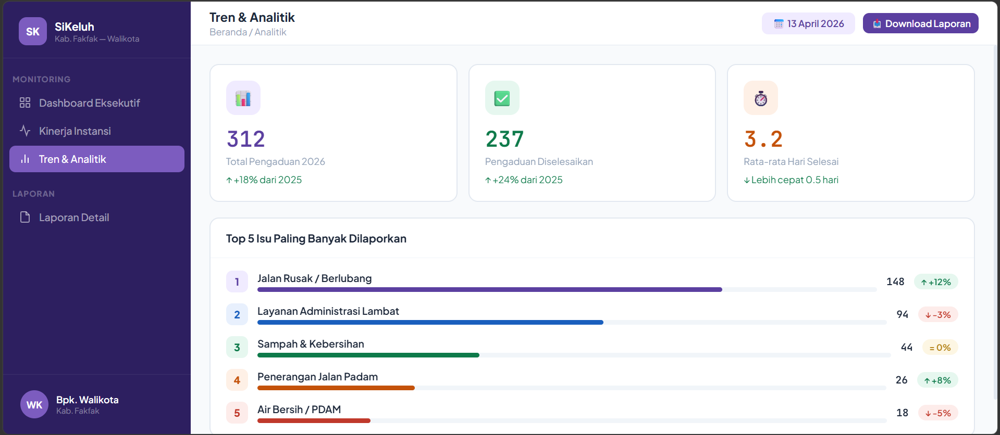 SK
SiKeluh
Kab. Fakfak — Walikota
MONITORING
Dashboard Eksekutif
Kinerja Instansi
Tren & Analitik
LAPORAN
Laporan Detail
WK
Bpk. Walikota
Kab. Fakfak
Tren & Analitik
Beranda / Analitik
13 April 2026
Download Laporan
312
Total Pengaduan 2026
↑ +18% dari 2025
237
Pengaduan Diselesaikan
↑ +24% dari 2025
3.2
Rata-rata Hari Selesai
↓ Lebih cepat 0.5 hari
Top 5 Isu Paling Banyak Dilaporkan
1 Jalan Rusak / Berlubang 148 ↑ +12%
2 Layanan Administrasi Lambat 94 ↓ -3%
3 Sampah & Kebersihan 44 = 0%
4 Penerangan Jalan Padam 26 ↑ +8%
5 Air Bersih / PDAM 18 ↓ -5%